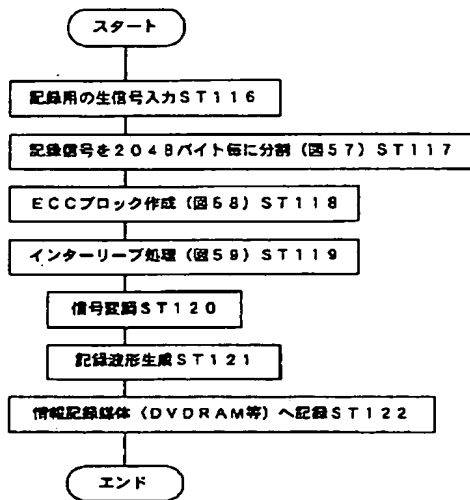 スタート
記録用の生信号入力ST116
記録信号を2048バイト毎に分割(図57)ST117
ECCブロック作成(図58)ST118
インターリーブ処理(図59)ST119
信号変調ST120
記録波形生成ST121
情報記録媒体(DVDRAM等)へ記録ST122
エンド